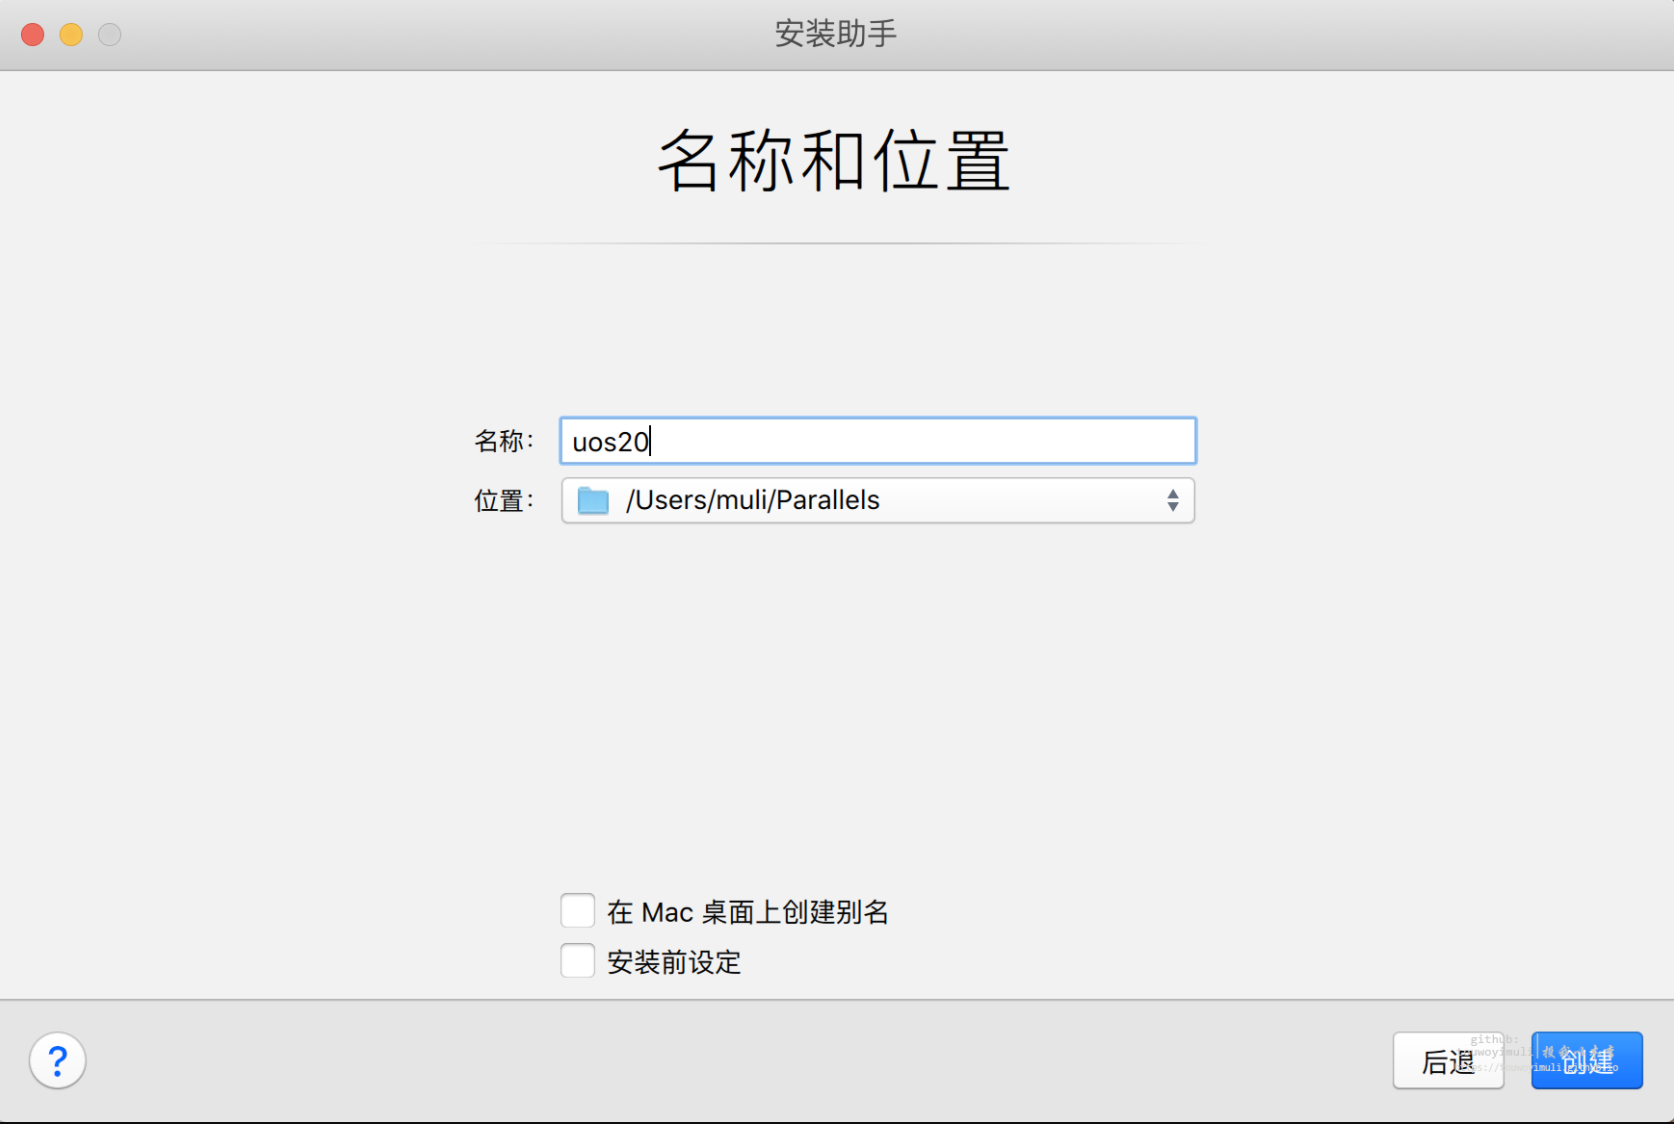 安装助手
名称和位置
名称：
uos20
位置：
/Users/muli/Parallels
在 Mac 桌面上创建别名
安装前设定
?
后退
创建
github: